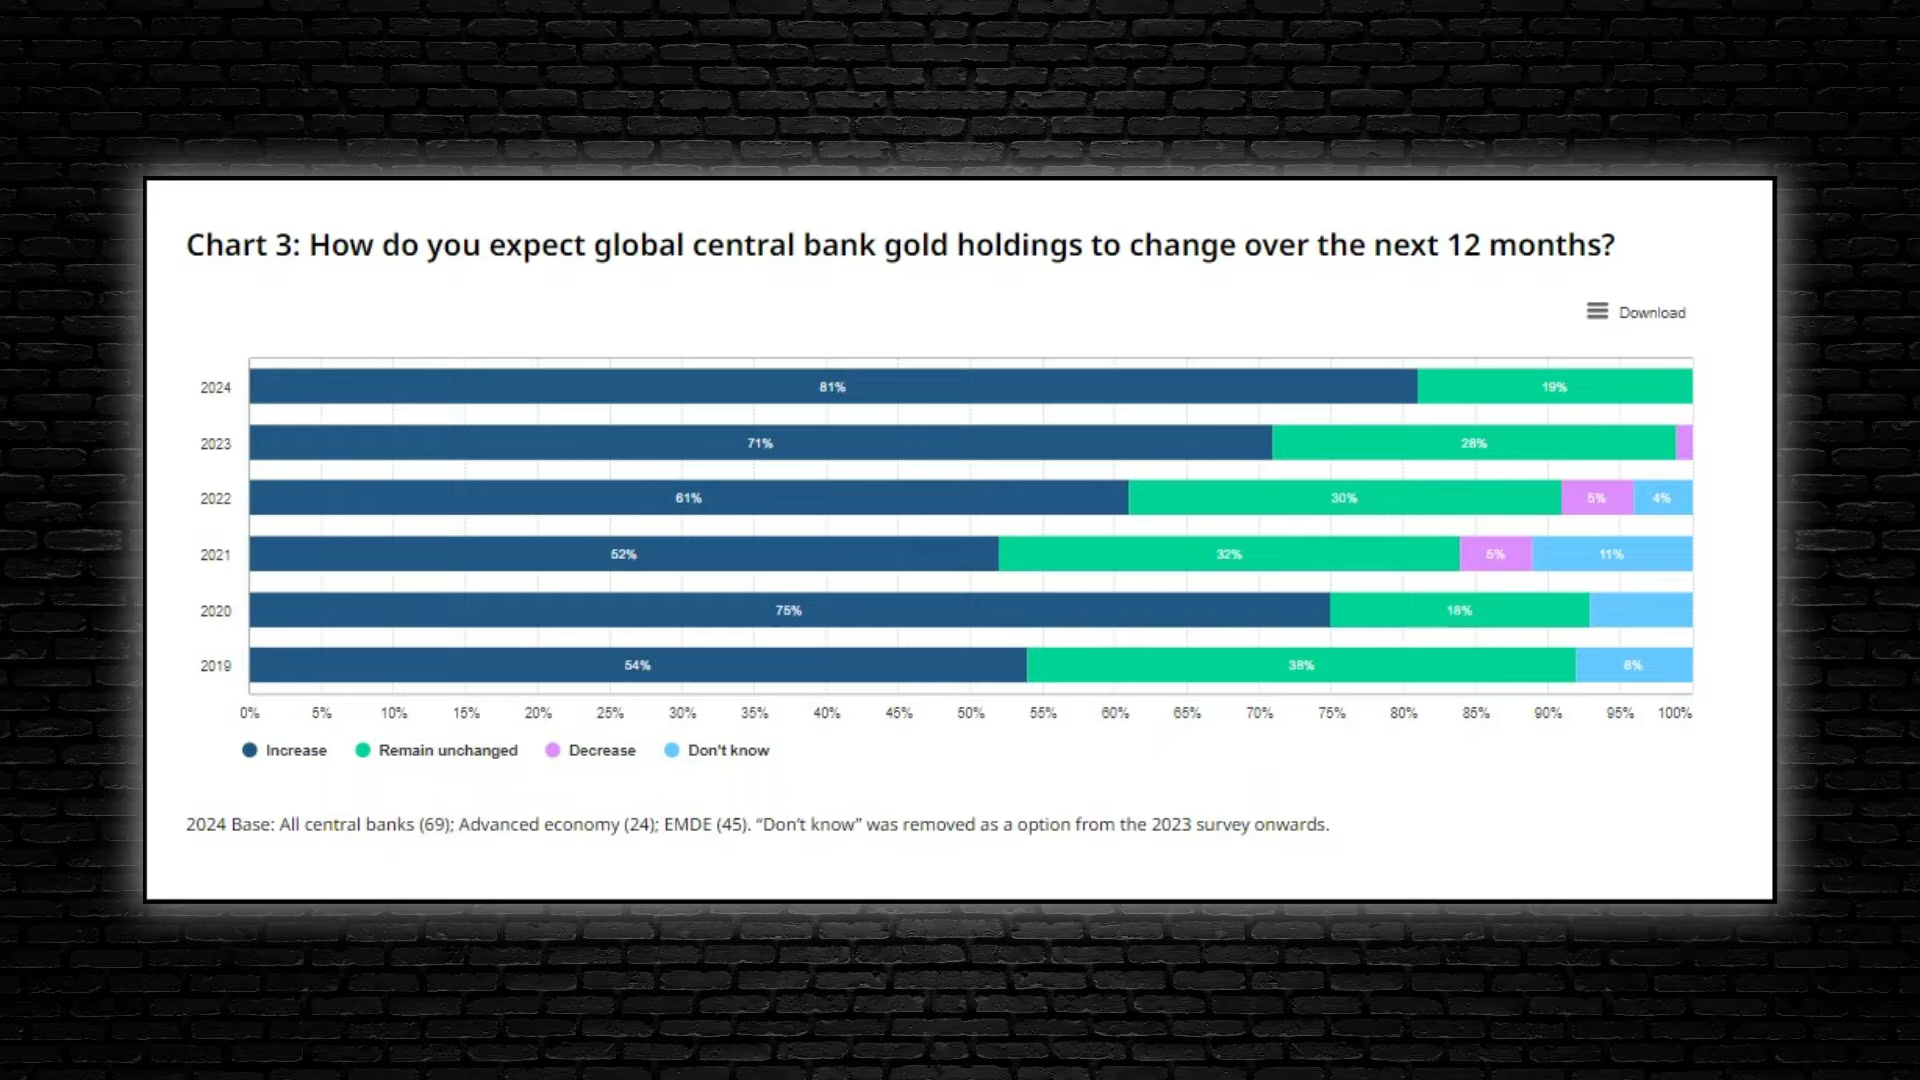 Chart 3: How do you expect global central bank gold holdings to change over the next 12 months?
Download
2024 81% 19%
2023 71% 28%
2022 61% 30% 5% 4%
2021 52% 32% 5% 11%
2020 75% 18%
2019 54% 38% 8%
0% 5% 10% 15% 20% 25% 30% 35% 40% 45% 50% 55% 60% 65% 70% 75% 80% 85% 90% 95% 100%
Increase Remain unchanged Decrease Don't know
2024 Base: All central banks (69); Advanced economy (24); EMDE (45). “Don’t know” was removed as a option from the 2023 survey onwards.